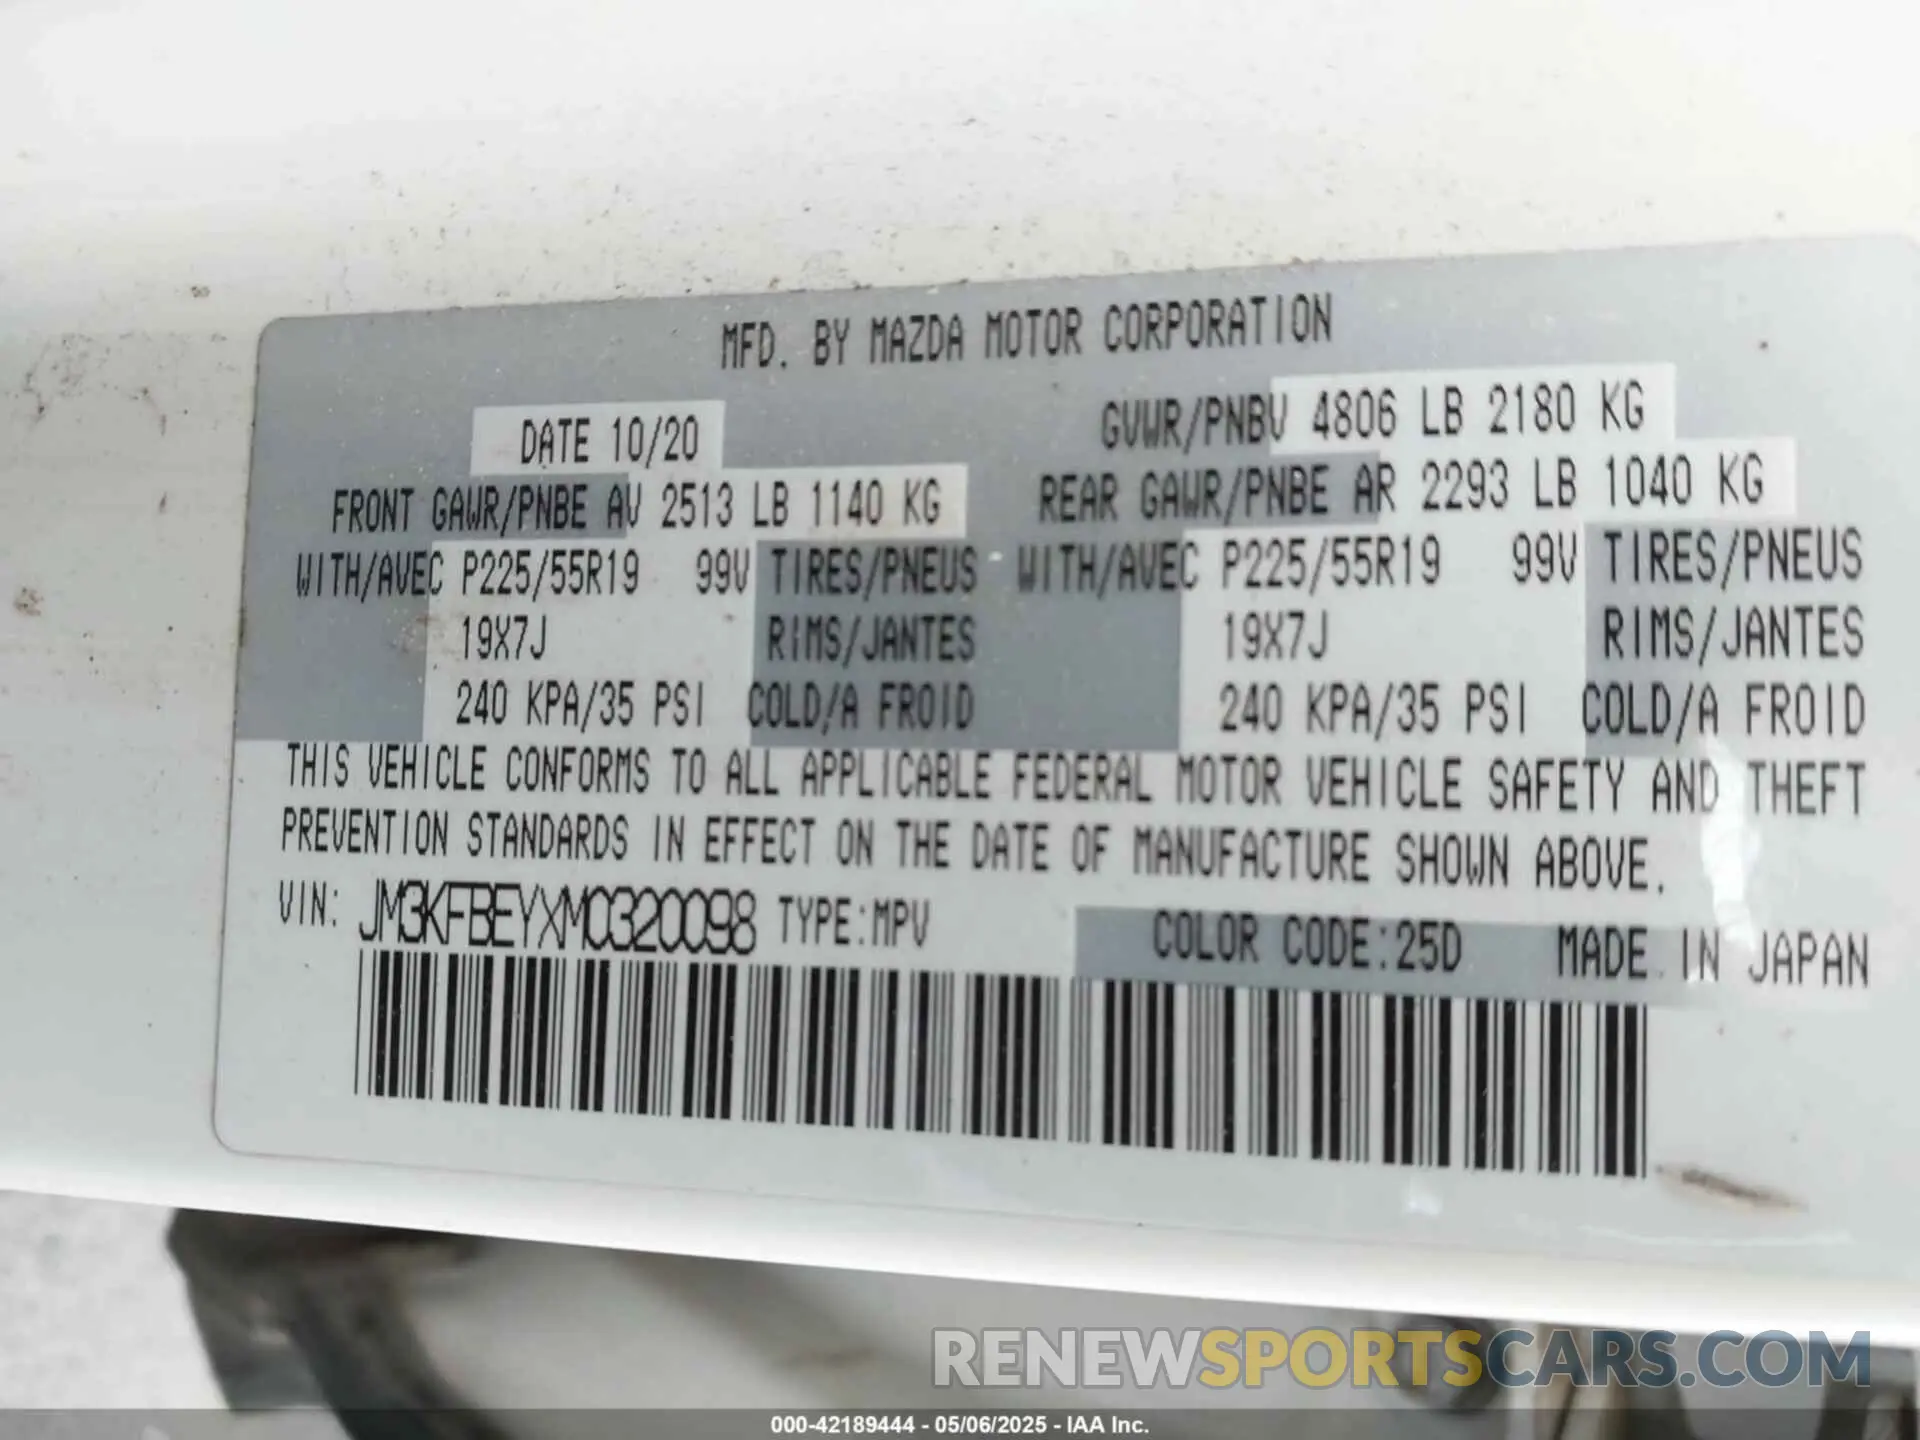 MFD. BY MAZDA MOTOR CORPORATION
DATE 10/20 GVWR/PNBV 4806 LB 2180 KG
FRONT GAWR/PNBE AV 2513 LB 1140 KG REAR GAWR/PNBE AR 2293 LB 1040 KG
WITH/AVEC P225/55R19 99V TIRES/PNEUS WITH/AVEC P225/55R19 99V TIRES/PNEUS
19X7J RIMS/JANTES 19X7J RIMS/JANTES
240 KPA/35 PSI COLD/A FROID 240 KPA/35 PSI COLD/A FROID
THIS VEHICLE CONFORMS TO ALL APPLICABLE FEDERAL MOTOR VEHICLE SAFETY AND THEFT
PREVENTION STANDARDS IN EFFECT ON THE DATE OF MANUFACTURE SHOWN ABOVE.
VIN: JM3KFBEYXM0320098 TYPE:MPV COLOR CODE:25D MADE IN JAPAN
RENEWSPORTSCARS.COM
000-42189444 - 05/06/2025 - IAA Inc.